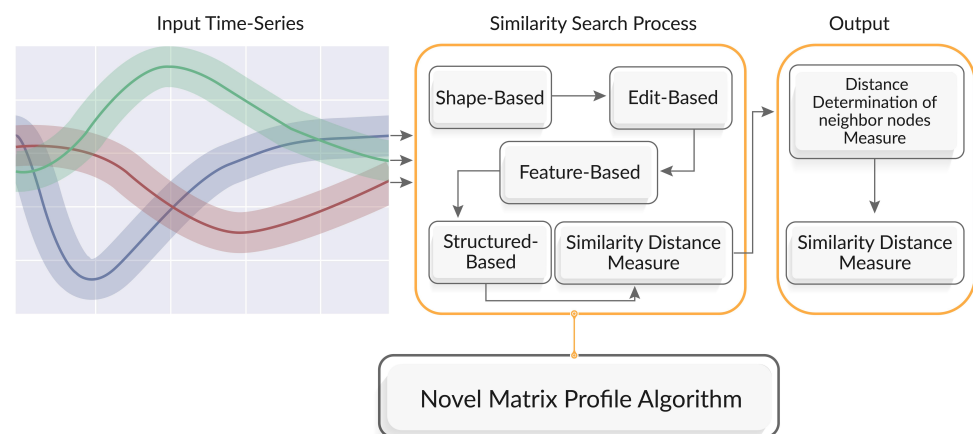 Input Time-Series
Similarity Search Process
Output
Shape-Based
Edit-Based
Feature-Based
Structured-
Based
Similarity Distance
Measure
Distance
Determination of
neighbor nodes
Measure
Similarity Distance
Measure
Novel Matrix Profile Algorithm